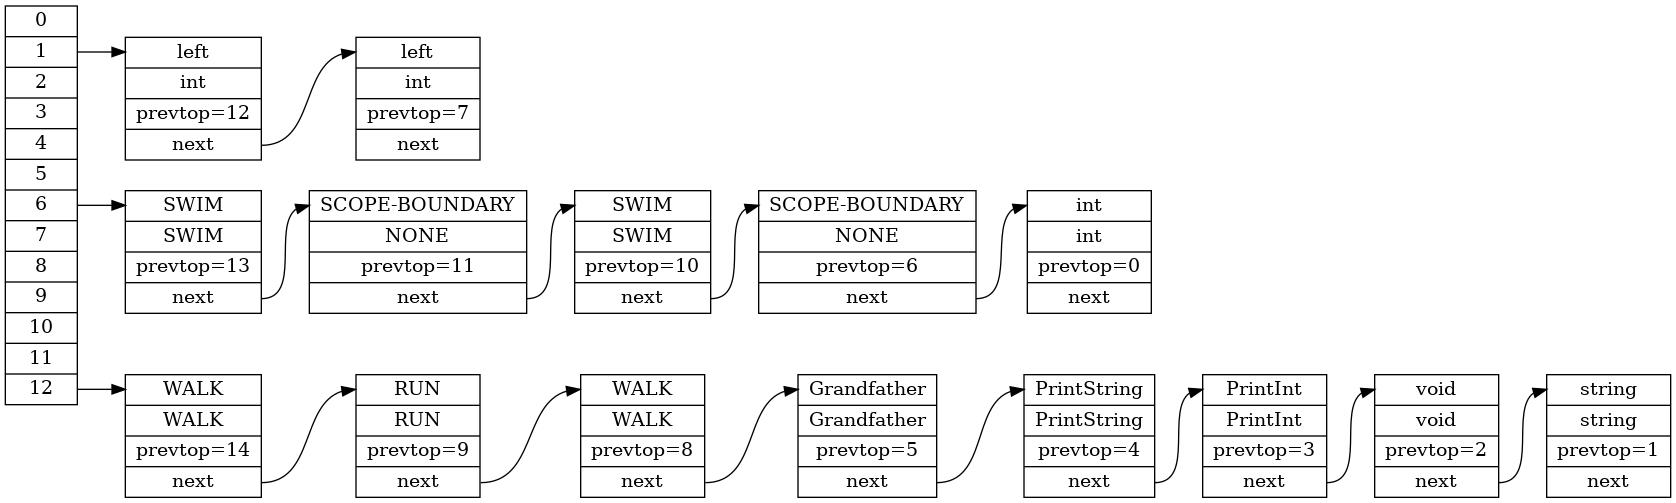 0
1
2
3
4
5
6
7
8
9
10
11
12
left
int
prevtop=12
next
left
int
prevtop=7
next
SWIM
SWIM
prevtop=13
next
SCOPE-BOUNDARY
NONE
prevtop=11
next
SWIM
SWIM
prevtop=10
next
SCOPE-BOUNDARY
NONE
prevtop=6
next
int
int
prevtop=0
next
WALK
WALK
prevtop=14
next
RUN
RUN
prevtop=9
next
WALK
WALK
prevtop=8
next
Grandfather
Grandfather
prevtop=5
next
PrintString
PrintString
prevtop=4
next
PrintInt
PrintInt
prevtop=3
next
void
void
prevtop=2
next
string
string
prevtop=1
next